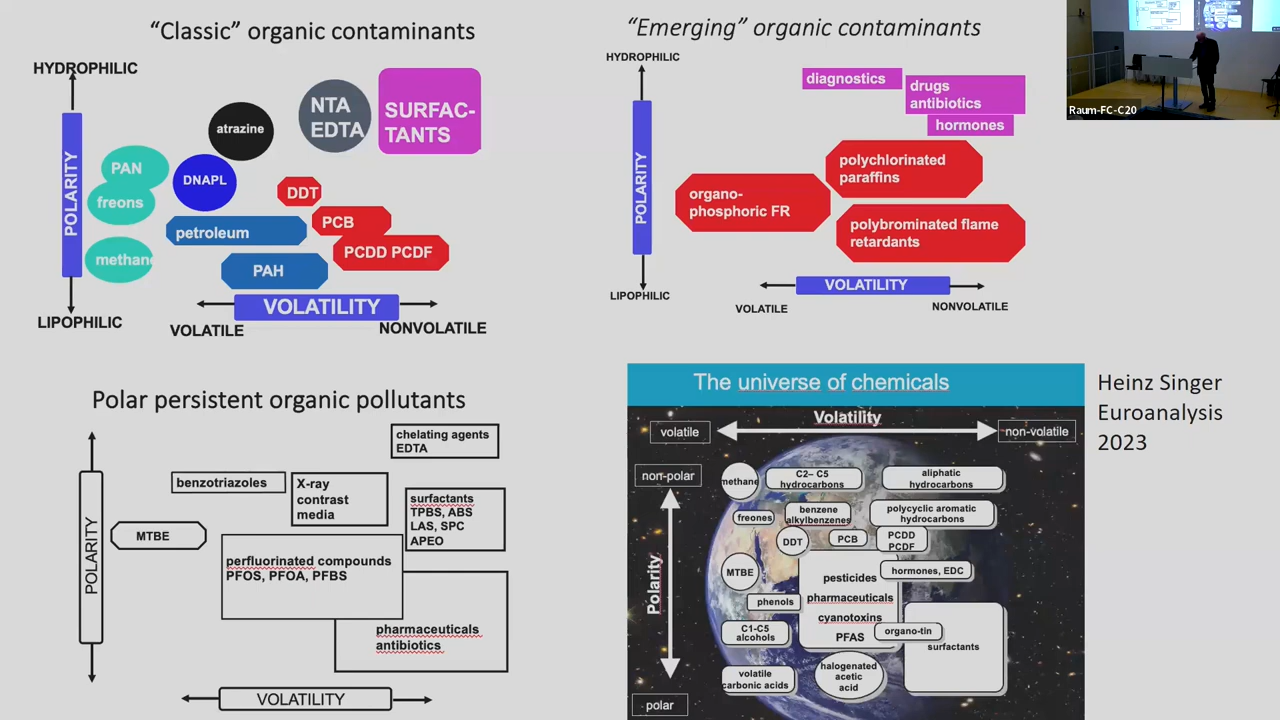 "Classic" organic contaminants
HYDROPHILIC
POLARITY
LIPOPHILIC
PAN
freons
methane
atrazine
DNAPL
NTA
EDTA
SURFAC-
TANTS
DDT
petroleum
PCB
PCDD PCDF
PAH
VOLATILITY
VOLATILE
NONVOLATILE
"Emerging" organic contaminants
HYDROPHILIC
POLARITY
LIPOPHILIC
diagnostics
drugs
antibiotics
hormones
polychlorinated
paraffins
organo-
phosphoric FR
polybrominated flame
retardants
VOLATILITY
VOLATILE
NONVOLATILE
Raum-FC-C20
Polar persistent organic pollutants
POLARITY
chelating agents
EDTA
benzotriazoles
X-ray
contrast
media
surfactants
TPBS, ABS
LAS, SPC
APEO
MTBE
perfluorinated compounds
PFOS, PFOA, PFBS
pharmaceuticals
antibiotics
VOLATILITY
The universe of chemicals
Volatility
volatile
non-volatile
non-polar
Polarity
polar
methane
C2– C5
hydrocarbons
aliphatic
hydrocarbons
freones
benzene
alkylbenzenes
polycyclic aromatic
hydrocarbons
DDT
PCB
PCDD
PCDF
MTBE
pesticides
pharmaceuticals
cyanotoxins
PFAS
hormones, EDC
phenols
C1-C5
alcohols
organo-tin
surfactants
volatile
carbonic acids
halogenated
acetic
acid
Heinz Singer
Euroanalysis
2023